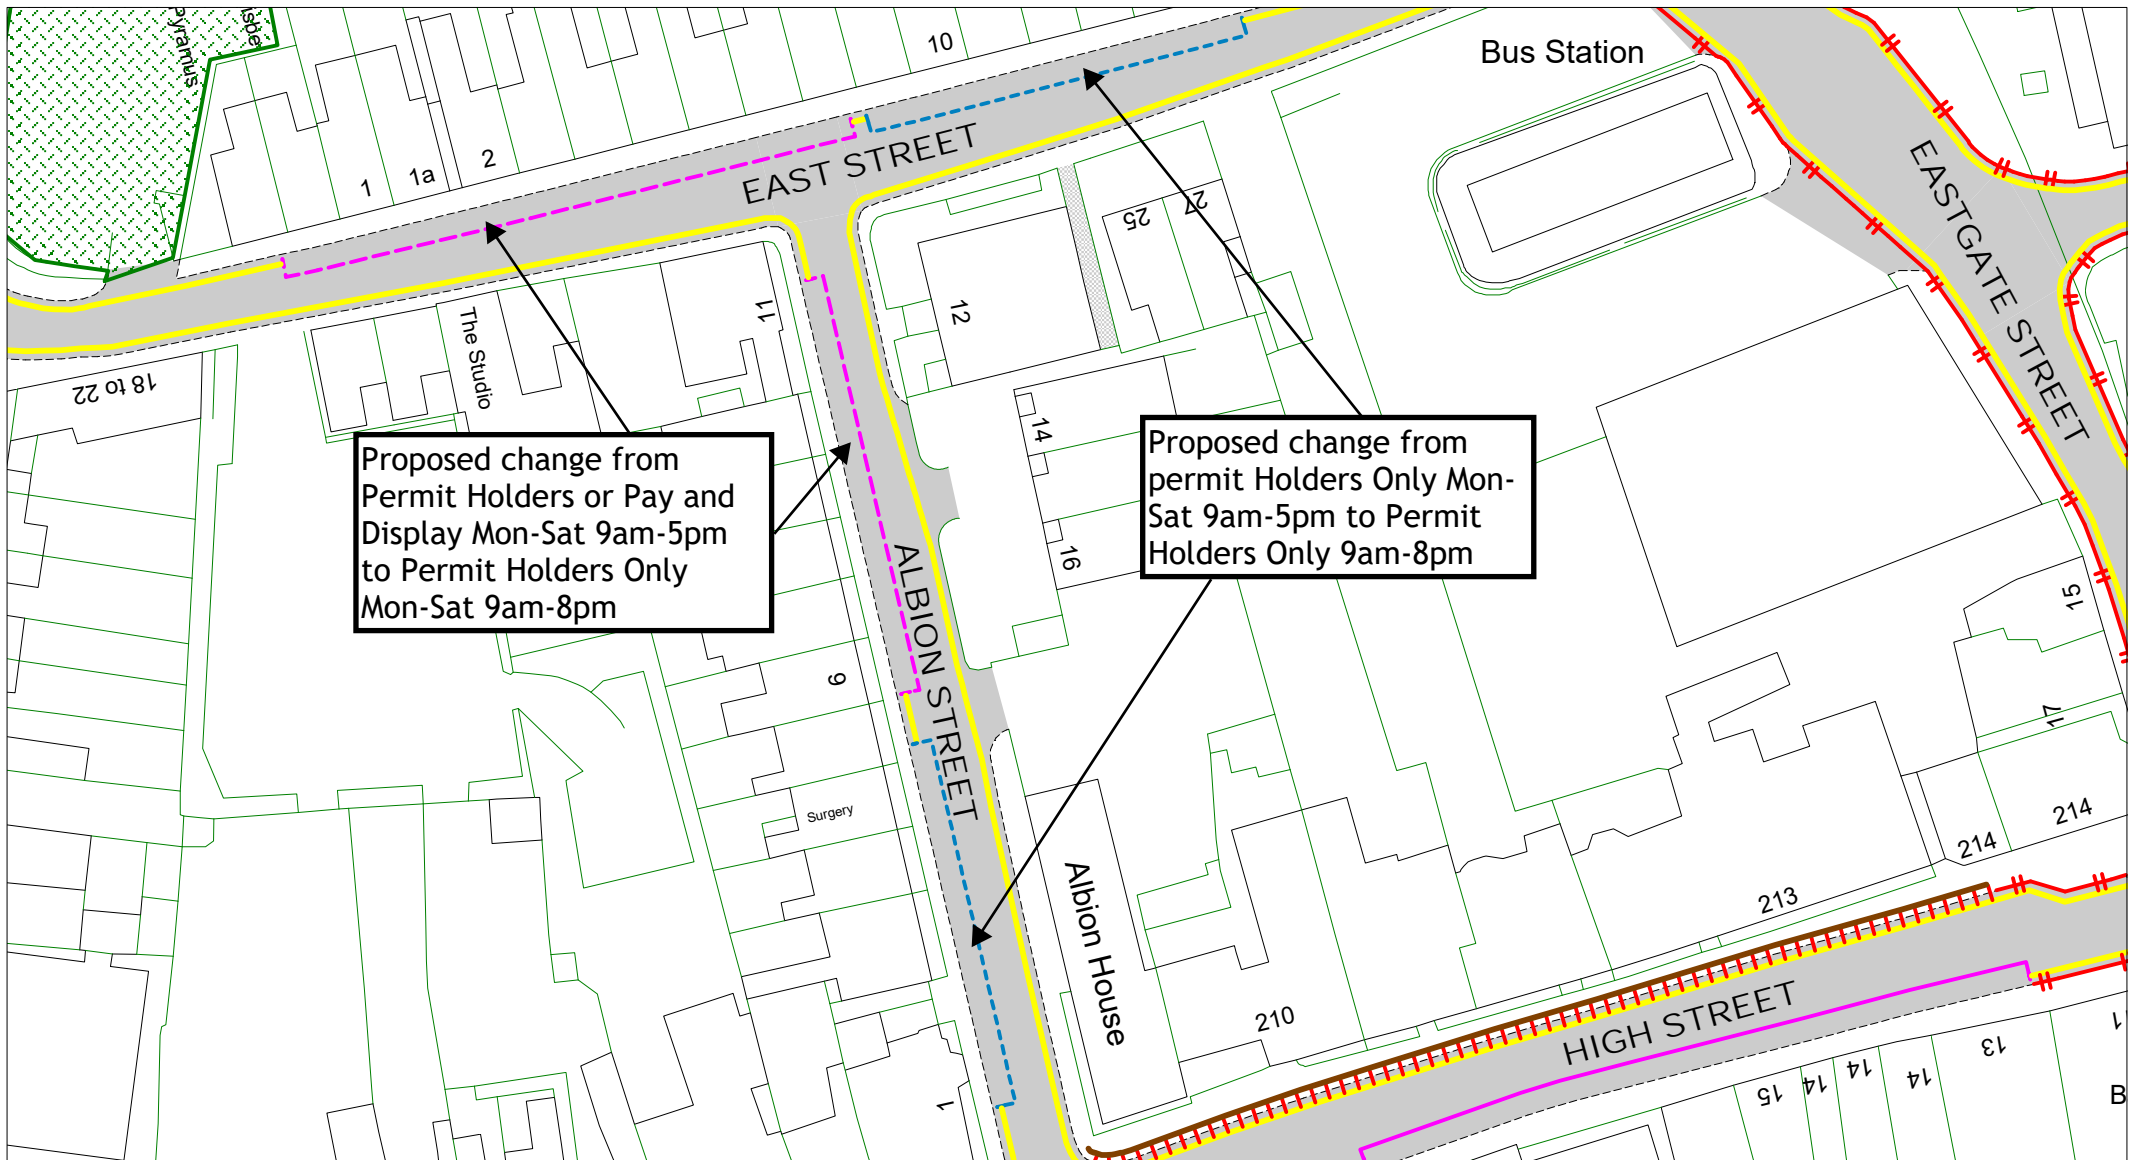 Pyramus
isbe
10
Bus Station
1
1a
2
EAST STREET
EASTGATE STREET
25
27
12
11
The Studio
18 to 22
14
16
Proposed change from
Permit Holders or Pay and
Display Mon-Sat 9am-5pm
to Permit Holders Only
Mon-Sat 9am-8pm
Proposed change from
permit Holders Only Mon-
Sat 9am-5pm to Permit
Holders Only 9am-8pm
ALBION STREET
9
Surgery
15
17
214
214
213
Albion House
210
HIGH STREET
1
15
14
14
14
13
B